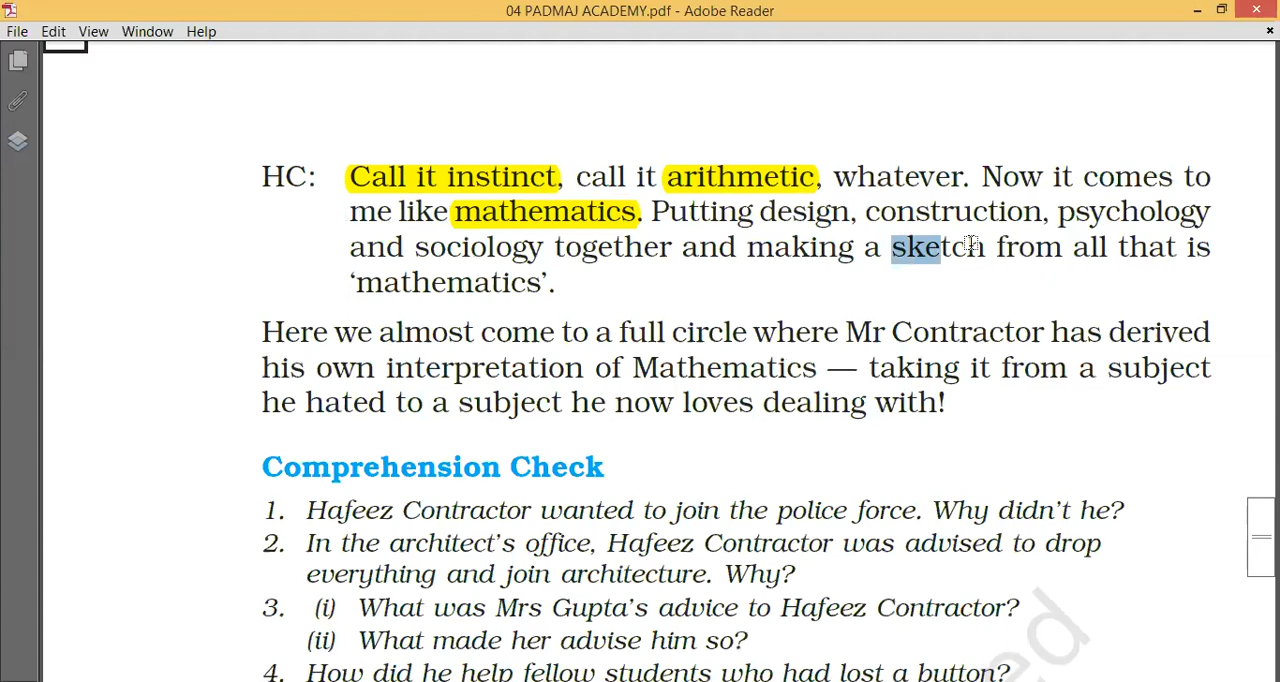 04 PADMAJ ACADEMY.pdf - Adobe Reader
File Edit View Window Help
HC: Call it instinct, call it arithmetic, whatever. Now it comes to
me like mathematics. Putting design, construction, psychology
and sociology together and making a sketch from all that is
‘mathematics’.
Here we almost come to a full circle where Mr Contractor has derived
his own interpretation of Mathematics — taking it from a subject
he hated to a subject he now loves dealing with!
Comprehension Check
1. Hafeez Contractor wanted to join the police force. Why didn’t he?
2. In the architect’s office, Hafeez Contractor was advised to drop
everything and join architecture. Why?
3. (i) What was Mrs Gupta’s advice to Hafeez Contractor?
(ii) What made her advise him so?
4. How did he help fellow students who had lost a button?